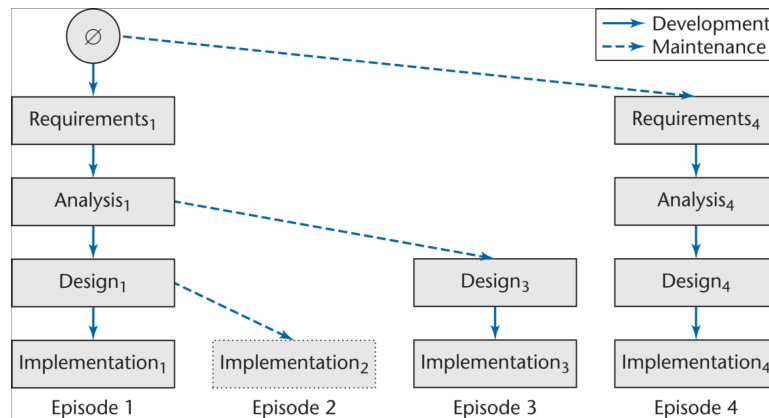 ∅
Development
Maintenance
Requirements₁
Requirements₄
Analysis₁
Analysis₄
Design₁
Design₃
Design₄
Implementation₁
Implementation₂
Implementation₃
Implementation₄
Episode 1
Episode 2
Episode 3
Episode 4